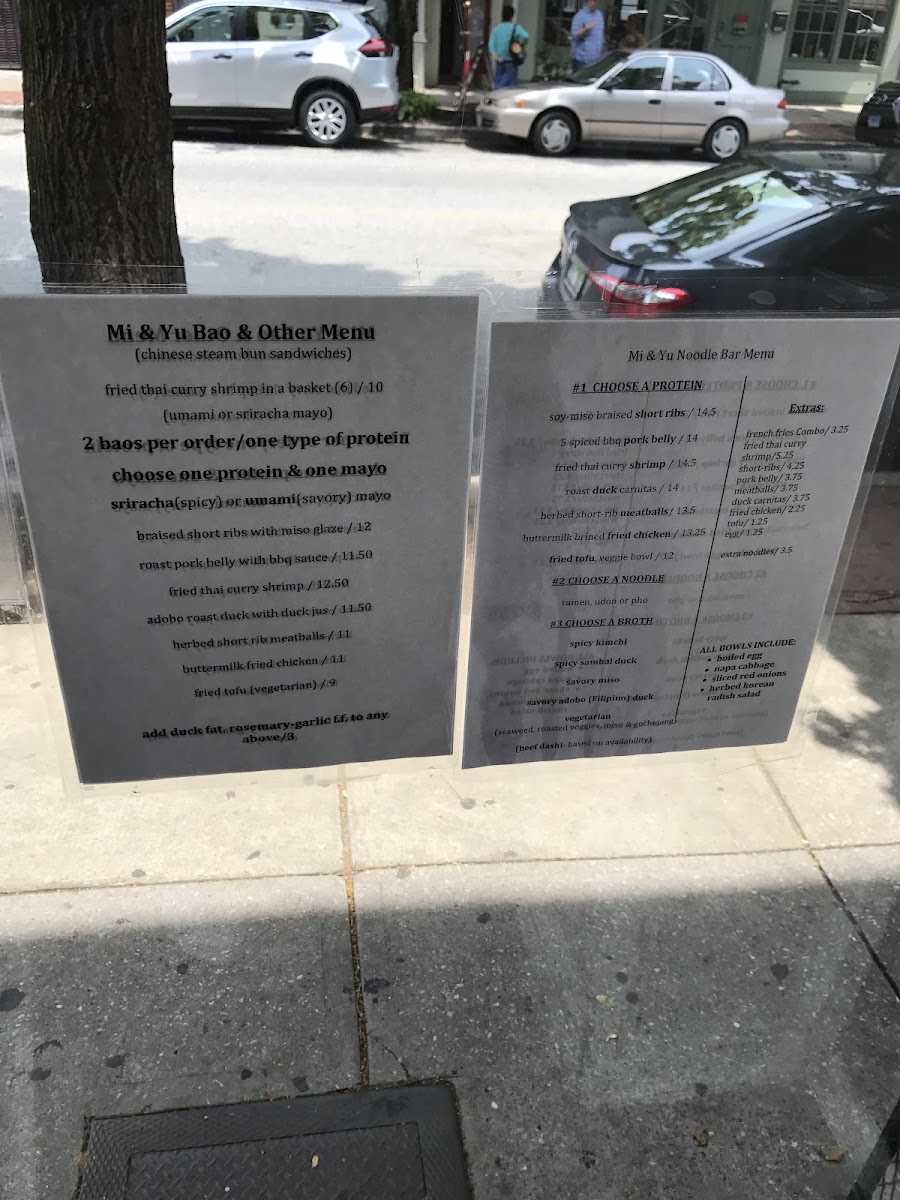 Mi & Yu Bao & Other Menu
(chinese steam bun sandwiches)
fried thai curry shrimp in a basket (6) / 10
(umami or sriracha mayo)
2 baos per order/one type of protein
choose one protein & one mayo
sriracha(spicy) or umami(savory) mayo
braised short ribs with miso glaze / 12
roast pork belly with bbq sauce / 11.50
fried thai curry shrimp / 12.50
adobo roast duck with duck jus / 11.50
herbed short rib meatballs / 11
buttermilk fried chicken / 11
fried tofu (vegetarian) / 9
add duck fat, rosemary-garlic f.f. to any
above/3
Mi & Yu Noodle Bar Menu
#1 CHOOSE A PROTEIN
soy-miso braised short ribs / 14.5
5 spiced bbq pork belly / 14
fried thai curry shrimp / 14.5
roast duck carnitas / 14
herbed short-rib meatballs/ 13.5
buttermilk brined fried chicken / 13.25
fried tofu, veggie bowl / 12
#2 CHOOSE A NOODLE
ramen, udon or pho
#3 CHOOSE A BROTH
spicy kimchi
spicy sambal duck
savory miso
savory adobo (Filipino) duck
vegetarian
(seaweed, roasted veggies, miso & gochujang)
(beef dashi- based on availability)
Extras:
french fries Combo/ 3.25
fried thai curry
shrimp/5.25
short-ribs/ 4.25
pork belly/ 3.75
meatballs/ 3.75
duck carnitas/ 3.75
fried chicken/ 2.25
tofu/ 1.25
egg/ 1.25
extra noodles/ 3.5
ALL BOWLS INCLUDE:
• boiled egg
• napa cabbage
• sliced red onions
• herbed korean
radish salad